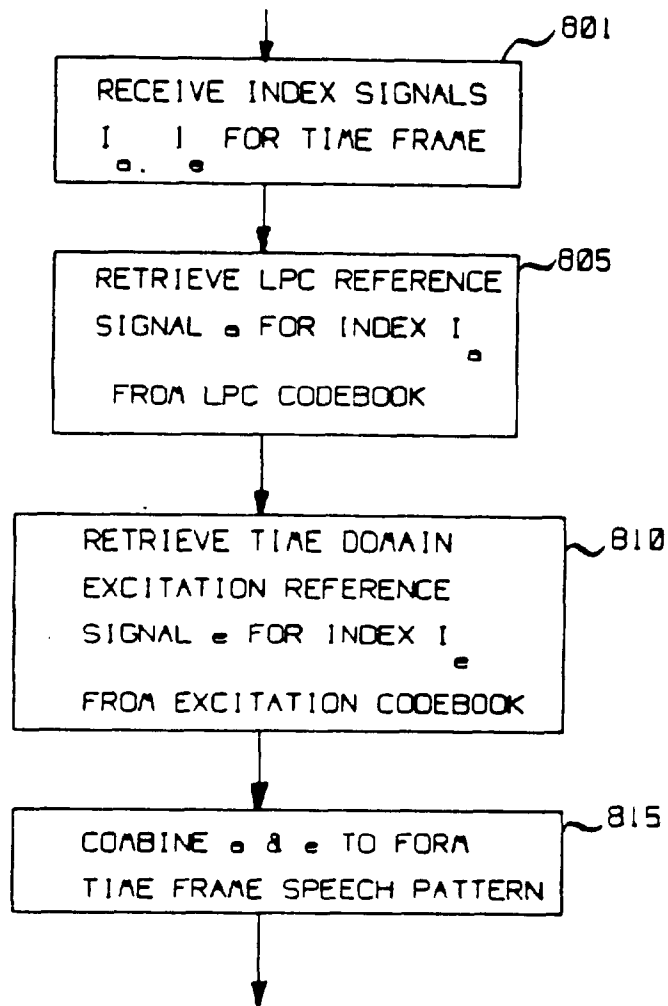 801
RECEIVE INDEX SIGNALS
I a, I e FOR TIME FRAME
805
RETRIEVE LPC REFERENCE
SIGNAL a FOR INDEX I a
FROM LPC CODEBOOK
810
RETRIEVE TIME DOMAIN
EXCITATION REFERENCE
SIGNAL e FOR INDEX I e
FROM EXCITATION CODEBOOK
815
COMBINE a & e TO FORM
TIME FRAME SPEECH PATTERN